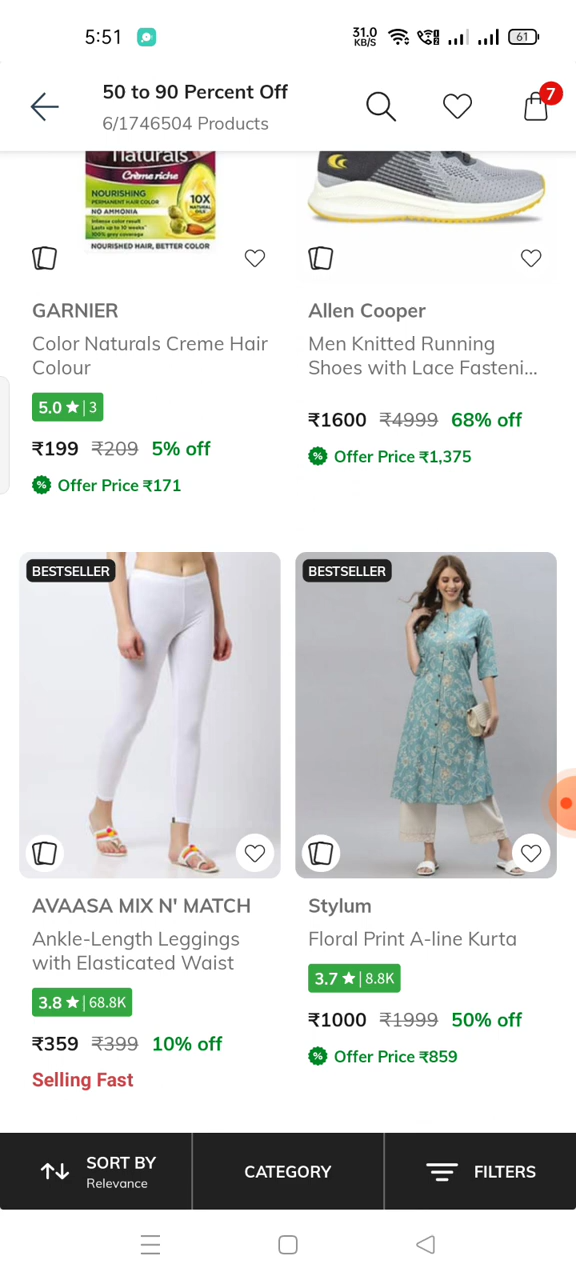 5:51
31.0
KB/S
61
50 to 90 Percent Off
6/1746504 Products
7
naturals
Crème riche
NOURISHING
PERMANENT HAIR COLOR
NO AMMONIA
Intense color result
Lasts up to 10 weeks*
100% grey coverage
10X
NATURAL
OILS
NOURISHED HAIR, BETTER COLOR
GARNIER
Color Naturals Creme Hair
Colour
5.0 ★ | 3
₹199 ₹209 5% off
% Offer Price ₹171
Allen Cooper
Men Knitted Running
Shoes with Lace Fasteni...
₹1600 ₹4999 68% off
% Offer Price ₹1,375
BESTSELLER
BESTSELLER
AVAASA MIX N' MATCH
Ankle-Length Leggings
with Elasticated Waist
3.8 ★ | 68.8K
₹359 ₹399 10% off
Selling Fast
Stylum
Floral Print A-line Kurta
3.7 ★ | 8.8K
₹1000 ₹1999 50% off
% Offer Price ₹859
SORT BY
Relevance
CATEGORY
FILTERS